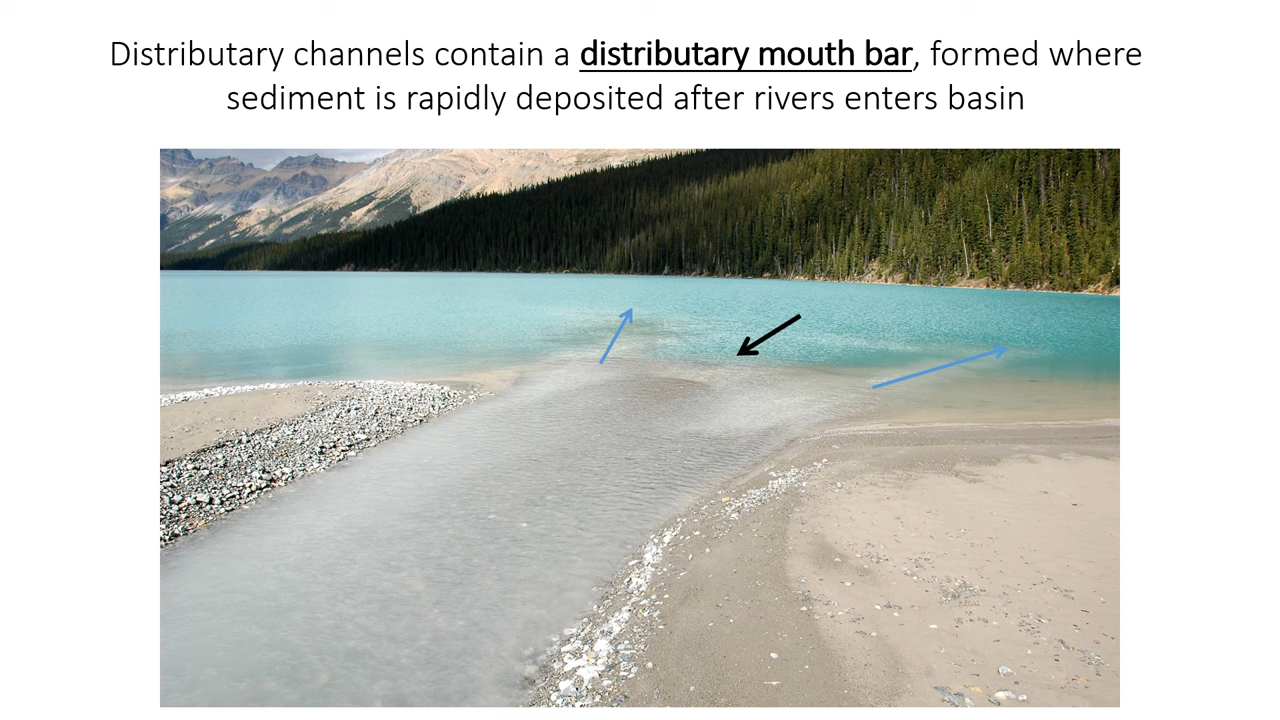 Distributary channels contain a distributary mouth bar, formed where
sediment is rapidly deposited after rivers enters basin